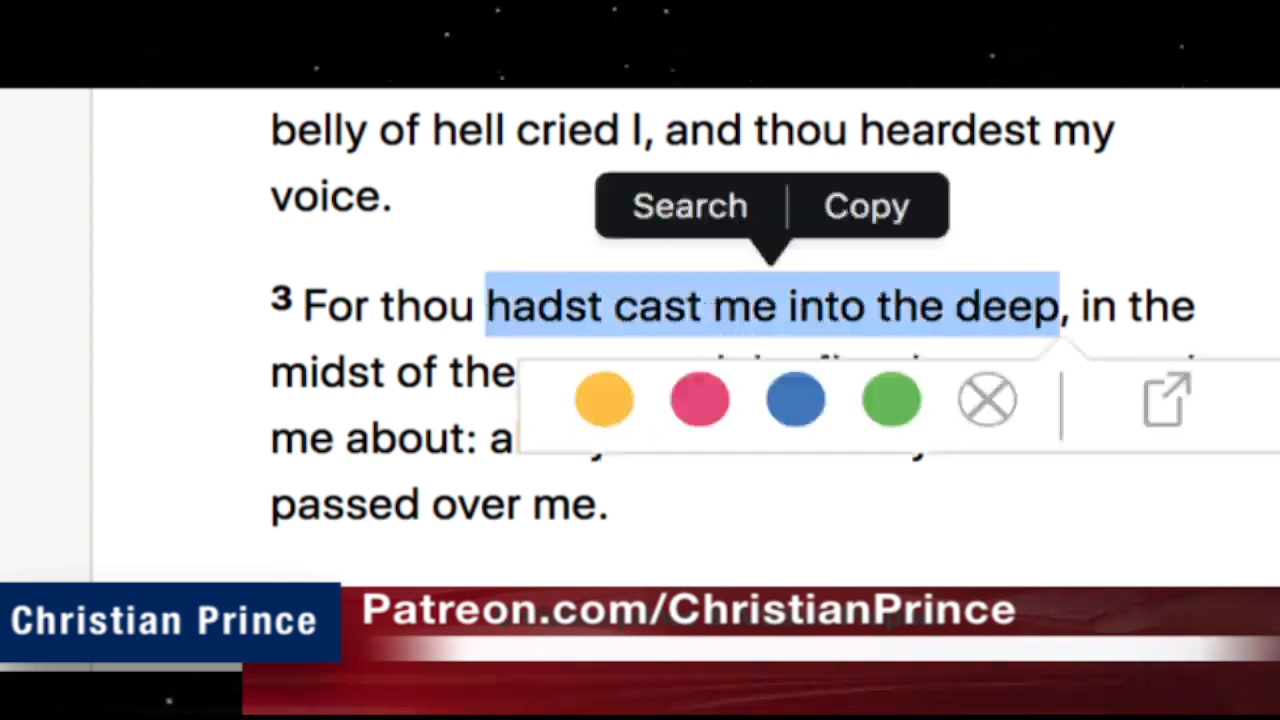 belly of hell cried I, and thou heardest my
voice.
Search Copy
3 For thou hadst cast me into the deep, in the
midst of the
me about: a
passed over me.
Christian Prince
Patreon.com/ChristianPrince